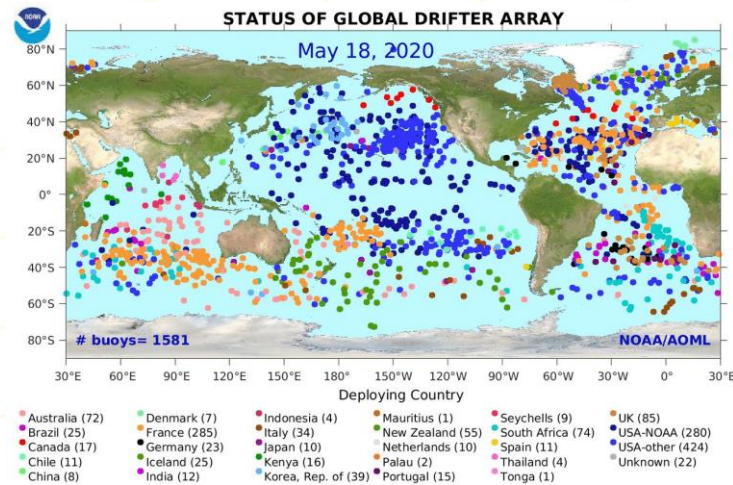 NOAA
STATUS OF GLOBAL DRIFTER ARRAY
May 18, 2020
80°N
60°N
40°N
20°N
0°
20°S
40°S
60°S
80°S
# buoys= 1581
NOAA/AOML
30°E 60°E 90°E 120°E 150°E 180° 150°W 120°W 90°W 60°W 30°W 0° 30°E
Deploying Country
Australia (72) Denmark (7) Indonesia (4) Mauritius (1) Seychells (9) UK (85)
Brazil (25) France (285) Italy (34) New Zealand (55) South Africa (74) USA-NOAA (280)
Canada (17) Germany (23) Japan (10) Netherlands (10) Spain (11) USA-other (424)
Chile (11) Iceland (25) Kenya (16) Palau (2) Thailand (4) Unknown (22)
China (8) India (12) Korea, Rep. of (39) Portugal (15) Tonga (1)